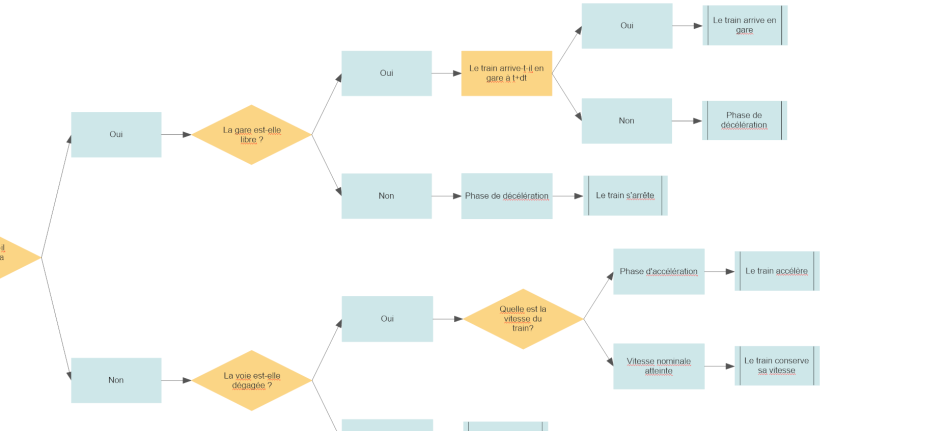 Oui
Le train arrive en
gare
Oui
Le train arrive-t-il en
gare à t+dt
Oui
La gare est-elle
libre ?
Non
Phase de
décélération
Non
Phase de décélération
Le train s'arrête
Phase d'accélération
Le train accélère
Oui
Quelle est la
vitesse du
train?
Non
La voie est-elle
dégagée ?
Vitesse nominale
atteinte
Le train conserve
sa vitesse